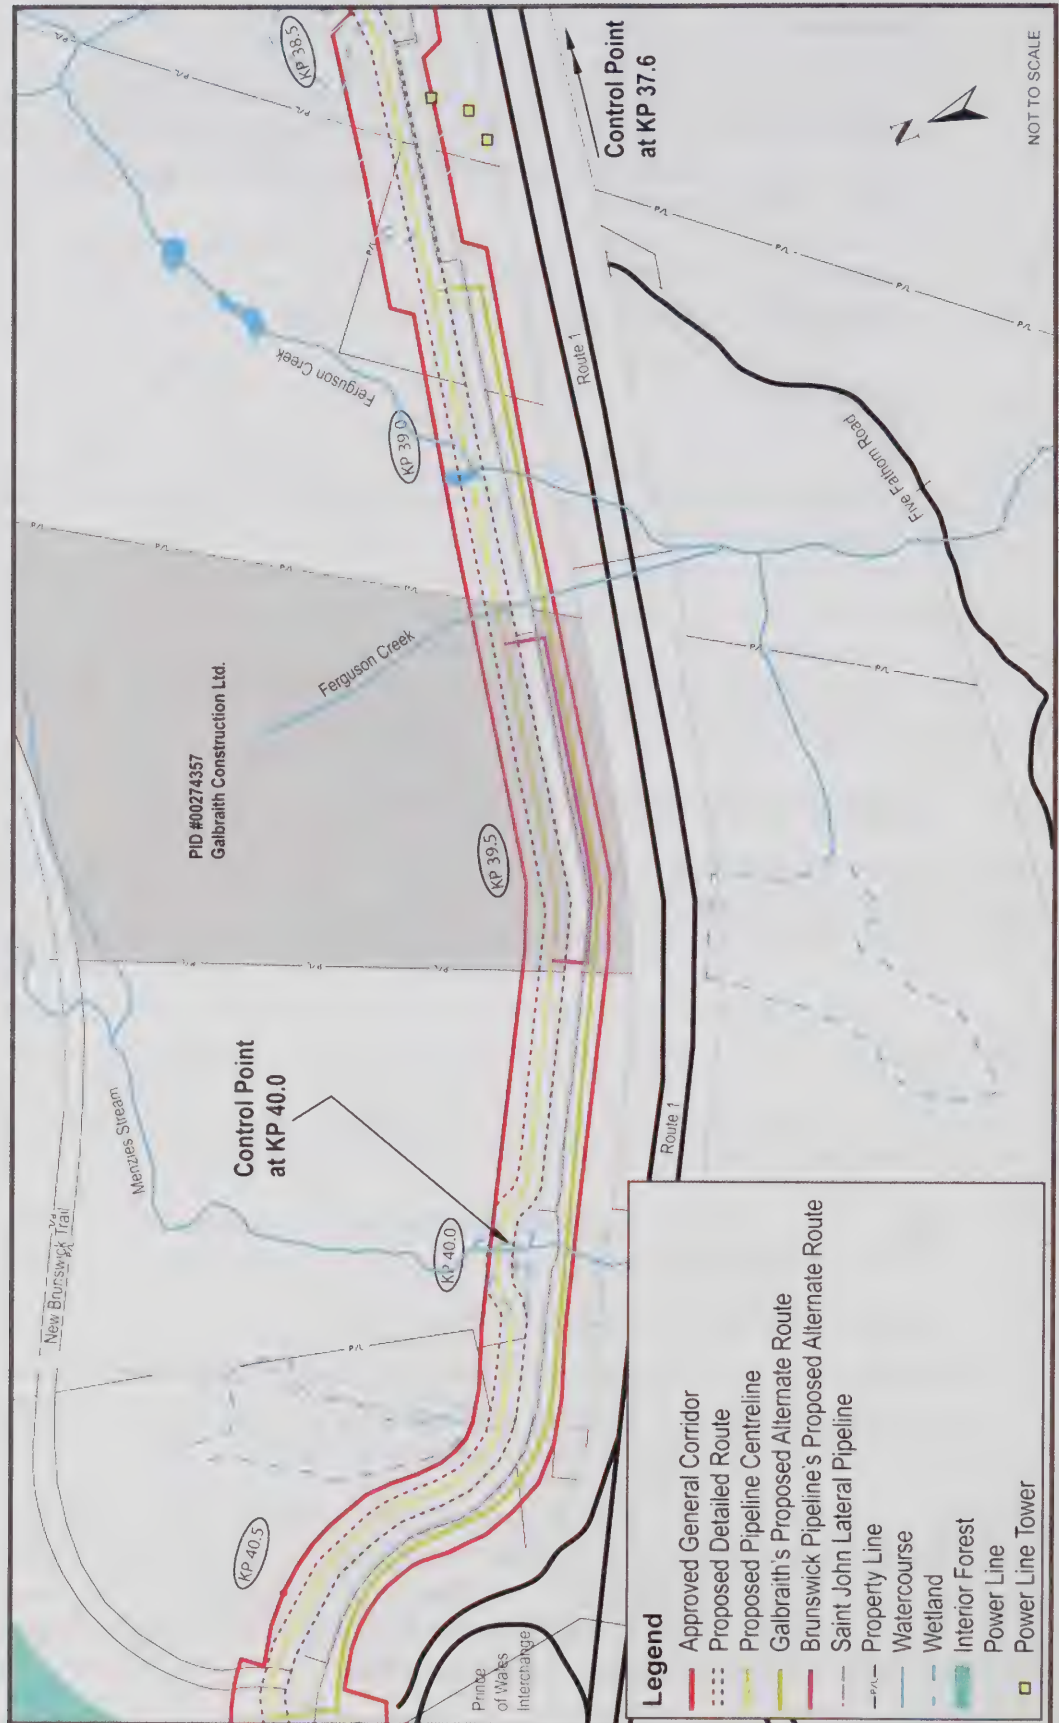 KP 38.5
Control Point
at KP 37.6
N
NOT TO SCALE
P/L
P/L
P/L
P/L
P/L
P/L
P/L
Route 1
Ferguson Creek
KP 39.0
Five Fathom Road
P/L
P/L
P/L
P/L
P/L
P/L
Ferguson Creek
PID #00274357
Galbraith Construction Ltd.
KP 39.5
P/L
P/L
P/L
Control Point
at KP 40.0
Menzies Stream
New Brunswick Trail
P/L
P/L
KP 40.0
Route 1
P/L
KP 40.5
Prince
of Wales
Interchange
Legend
Approved General Corridor
Proposed Detailed Route
Proposed Pipeline Centreline
Galbraith's Proposed Alternate Route
Brunswick Pipeline's Proposed Alternate Route
Saint John Lateral Pipeline
P/L Property Line
Watercourse
Wetland
Interior Forest
Power Line
Power Line Tower